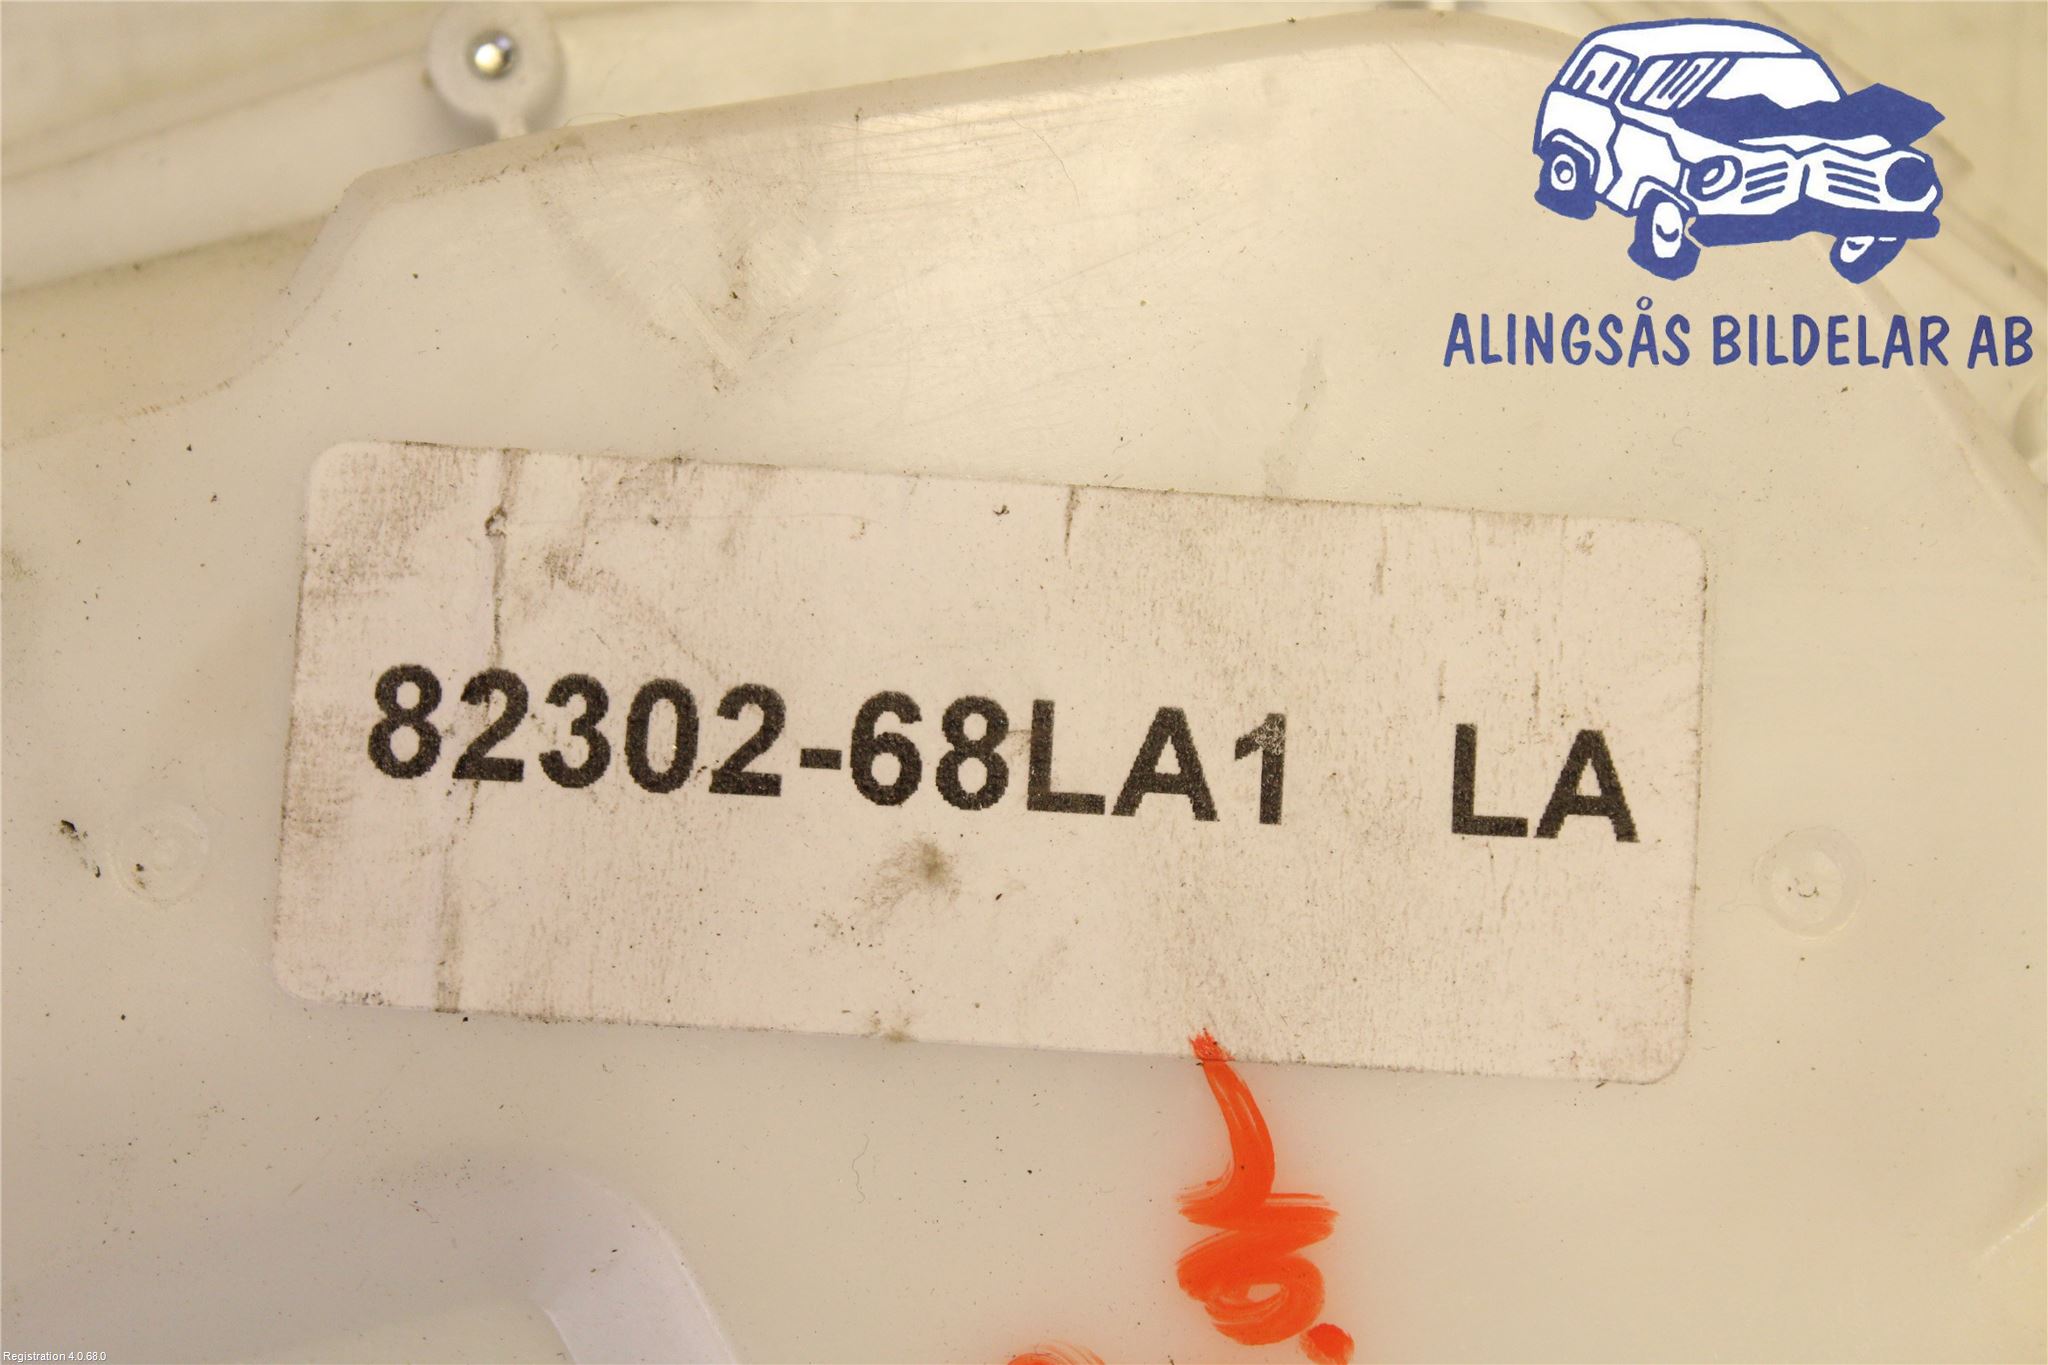 ALINGSÅS BILDELAR AB
82302-68LA1 LA
Registration 4.0.68.0